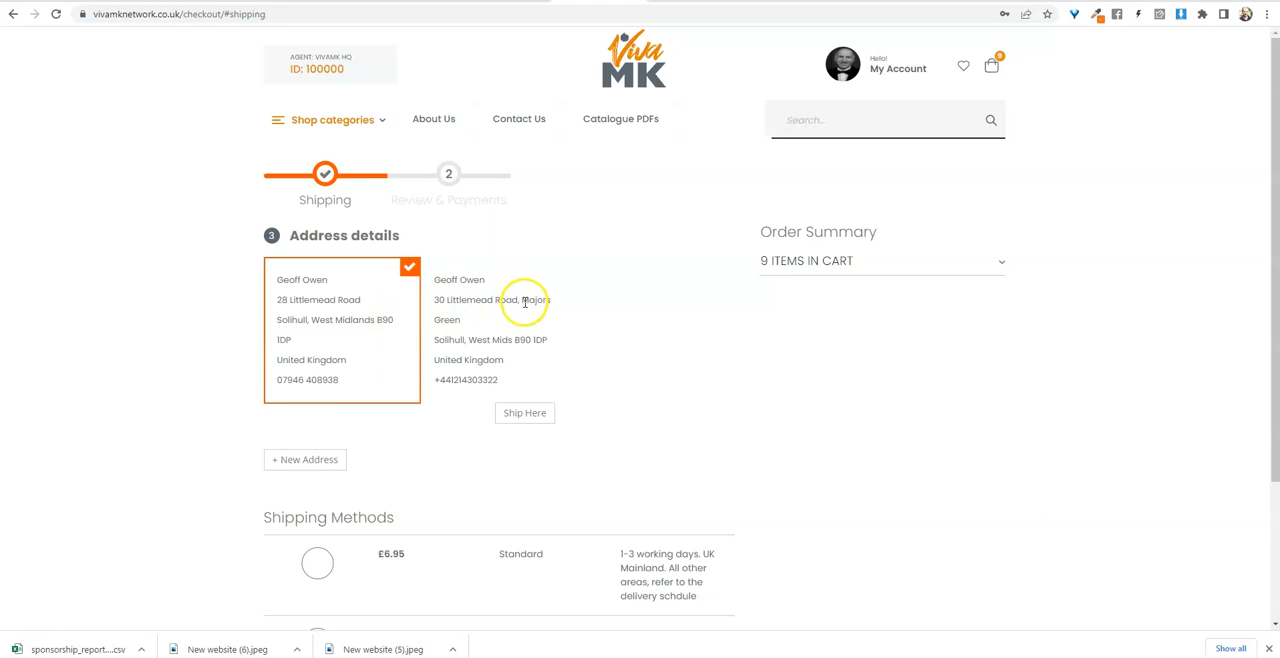 vivamknetwork.co.uk/checkout/#shipping
AGENT: VIVAMK HQ
ID: 100000
Viva
MK
Hello!
My Account
9
Shop categories
About Us
Contact Us
Catalogue PDFs
Search...
2
Shipping
Review & Payments
3 Address details
Geoff Owen
28 Littlemead Road
Solihull, West Midlands B90
1DP
United Kingdom
07946 408938
Geoff Owen
30 Littlemead Road, Majors
Green
Solihull, West Mids B90 1DP
United Kingdom
+441214303322
Ship Here
+ New Address
Order Summary
9 ITEMS IN CART
Shipping Methods
£6.95
Standard
1-3 working days. UK
Mainland. All other
areas, refer to the
delivery schdule
sponsorship_report....csv
New website (6).jpeg
New website (5).jpeg
Show all